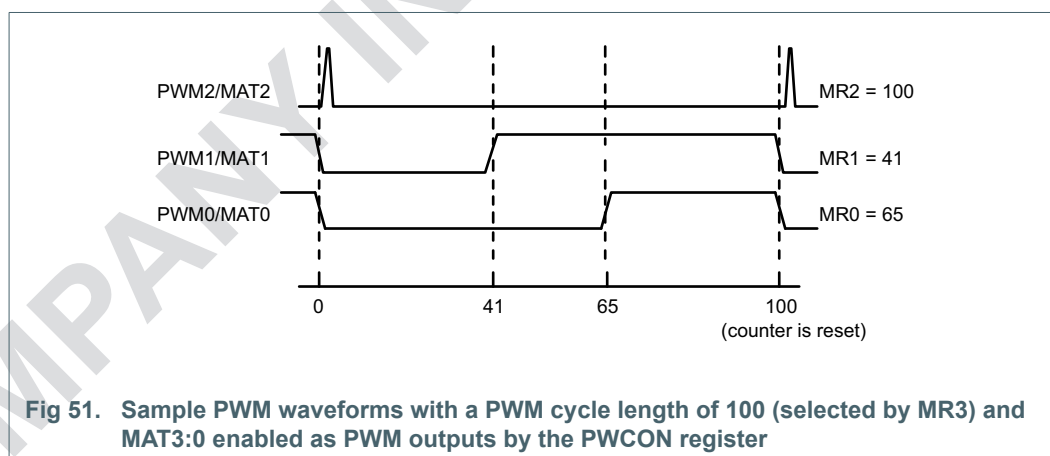 MPANY IN
PWM2/MAT2 MR2 = 100
PWM1/MAT1 MR1 = 41
PWM0/MAT0 MR0 = 65
0 41 65 100
(counter is reset)
Fig 51. Sample PWM waveforms with a PWM cycle length of 100 (selected by MR3) and
MAT3:0 enabled as PWM outputs by the PWCON register